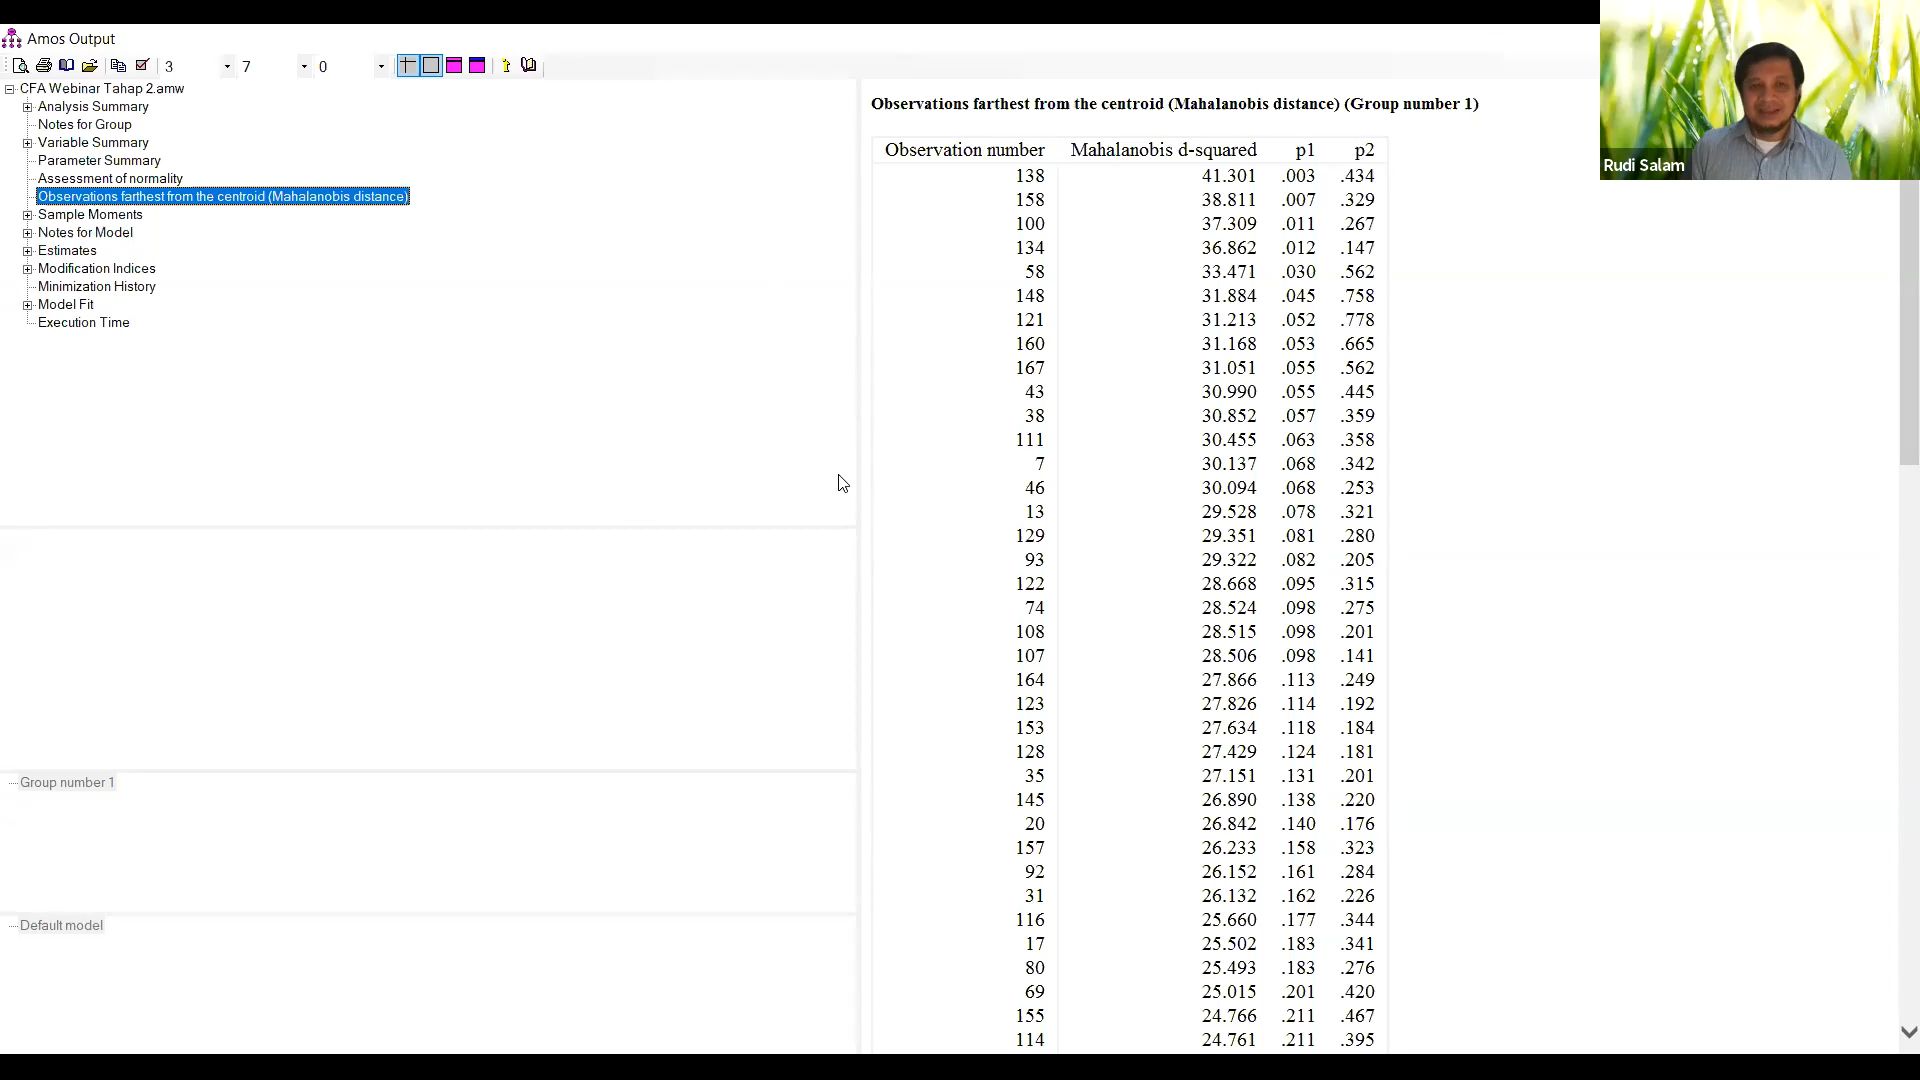 Amos Output
3 7 0
CFA Webinar Tahap 2.amw
Analysis Summary
Notes for Group
Variable Summary
Parameter Summary
Assessment of normality
Observations farthest from the centroid (Mahalanobis distance)
Sample Moments
Notes for Model
Estimates
Modification Indices
Minimization History
Model Fit
Execution Time
Group number 1
Default model
Observations farthest from the centroid (Mahalanobis distance) (Group number 1)
Observation number Mahalanobis d-squared p1 p2
138 41.301 .003 .434
158 38.811 .007 .329
100 37.309 .011 .267
134 36.862 .012 .147
58 33.471 .030 .562
148 31.884 .045 .758
121 31.213 .052 .778
160 31.168 .053 .665
167 31.051 .055 .562
43 30.990 .055 .445
38 30.852 .057 .359
111 30.455 .063 .358
7 30.137 .068 .342
46 30.094 .068 .253
13 29.528 .078 .321
129 29.351 .081 .280
93 29.322 .082 .205
122 28.668 .095 .315
74 28.524 .098 .275
108 28.515 .098 .201
107 28.506 .098 .141
164 27.866 .113 .249
123 27.826 .114 .192
153 27.634 .118 .184
128 27.429 .124 .181
35 27.151 .131 .201
145 26.890 .138 .220
20 26.842 .140 .176
157 26.233 .158 .323
92 26.152 .161 .284
31 26.132 .162 .226
116 25.660 .177 .344
17 25.502 .183 .341
80 25.493 .183 .276
69 25.015 .201 .420
155 24.766 .211 .467
114 24.761 .211 .395
Rudi Salam